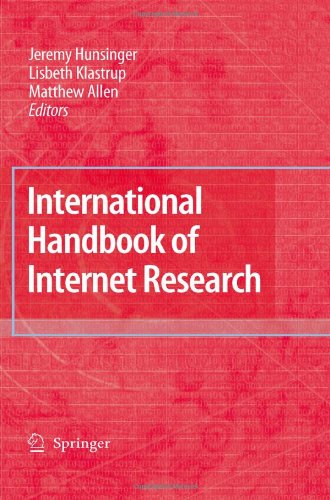 Jeremy Hunsinger
Lisbeth Klastrup
Matthew Allen
Editors
International
Handbook of
Internet Research
Springer